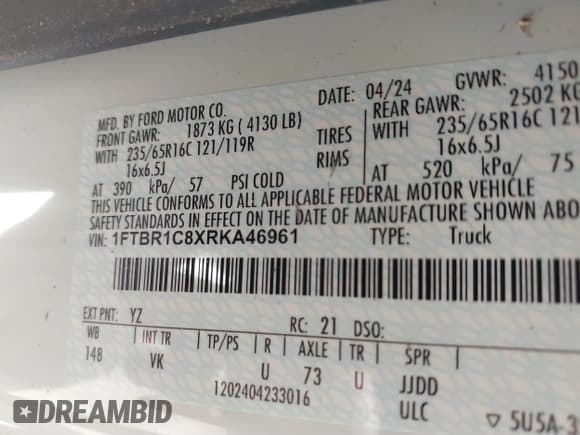 MFD. BY FORD MOTOR CO.
DATE: 04/24
GVWR: 4150
FRONT GAWR: 1873 KG ( 4130 LB)
REAR GAWR: 2502 KG
WITH 235/65R16C 121/119R
TIRES
WITH 235/65R16C 121
16x6.5J
RIMS
16x6.5J
AT 390 kPa/ 57 PSI COLD
AT 520 kPa/ 75
THIS VEHICLE CONFORMS TO ALL APPLICABLE FEDERAL MOTOR VEHICLE
SAFETY STANDARDS IN EFFECT ON THE DATE OF MANUFACTURE SHOWN ABO
VIN: 1FTBR1C8XRKA46961
TYPE: Truck
EXT PNT: YZ
RC: 21 DSO:
WB INT TR TP/PS R AXLE TR SPR
148 VK U 73 U JJDD
1202404233016
ULC
5U5A-3
DREAMBID